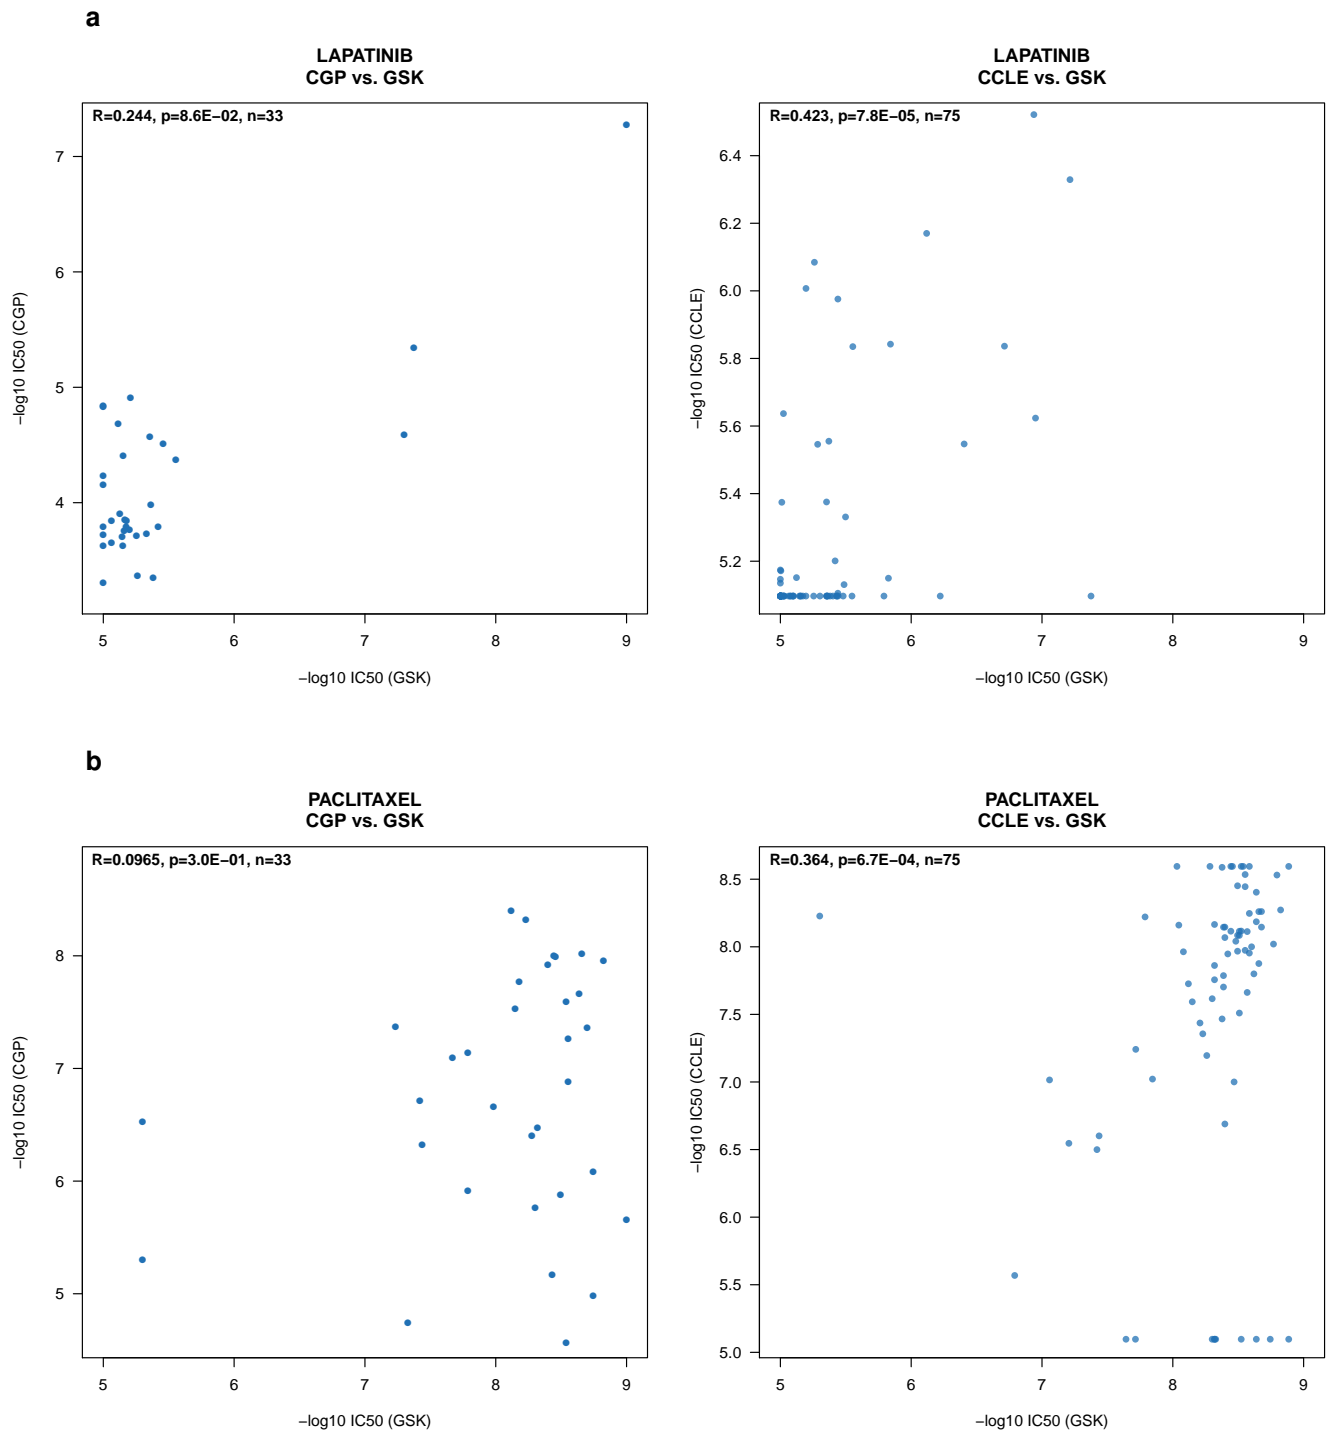 a
LAPATINIB
CGP vs. GSK
R=0.244, p=8.6E−02, n=33
7
6
5
4
−log10 IC50 (CGP)
5 6 7 8 9
−log10 IC50 (GSK)
LAPATINIB
CCLE vs. GSK
R=0.423, p=7.8E−05, n=75
6.4
6.2
6.0
5.8
5.6
5.4
5.2
−log10 IC50 (CCLE)
5 6 7 8 9
−log10 IC50 (GSK)
b
PACLITAXEL
CGP vs. GSK
R=0.0965, p=3.0E−01, n=33
8
7
6
5
−log10 IC50 (CGP)
5 6 7 8 9
−log10 IC50 (GSK)
PACLITAXEL
CCLE vs. GSK
R=0.364, p=6.7E−04, n=75
8.5
8.0
7.5
7.0
6.5
6.0
5.5
5.0
−log10 IC50 (CCLE)
5 6 7 8 9
−log10 IC50 (GSK)